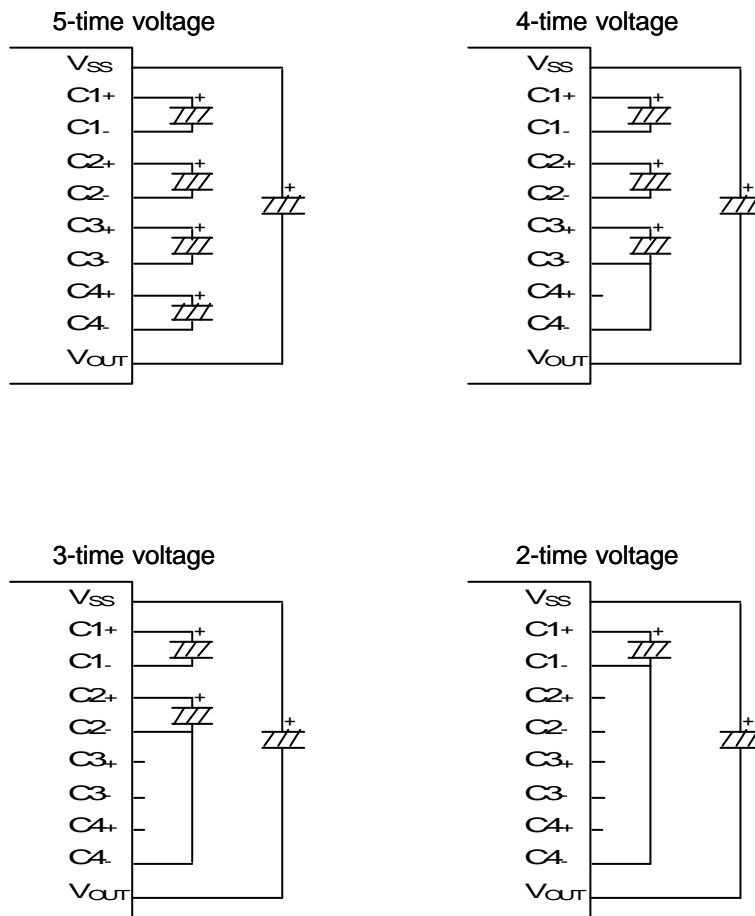 5-time voltage
VSS
C1+
C1-
C2+
C2-
C3+
C3-
C4+
C4-
VOUT
+
+
+
+
+
4-time voltage
VSS
C1+
C1-
C2+
C2-
C3+
C3-
C4+
C4-
VOUT
+
+
+
+
3-time voltage
VSS
C1+
C1-
C2+
C2-
C3+
C3-
C4+
C4-
VOUT
+
+
+
2-time voltage
VSS
C1+
C1-
C2+
C2-
C3+
C3-
C4+
C4-
VOUT
+
+